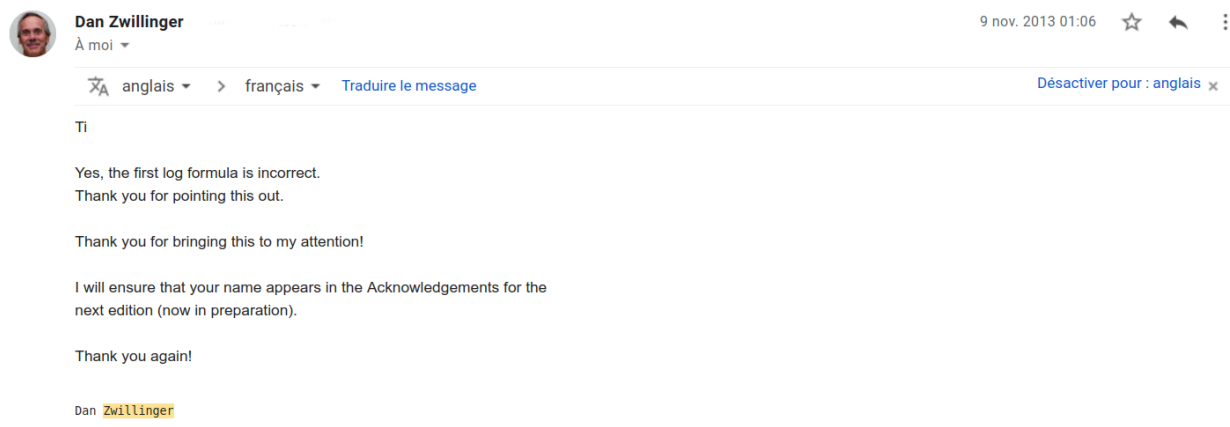 Dan Zwillinger
9 nov. 2013 01:06
À moi
anglais > français Traduire le message
Désactiver pour : anglais ×
Ti
Yes, the first log formula is incorrect.
Thank you for pointing this out.
Thank you for bringing this to my attention!
I will ensure that your name appears in the Acknowledgements for the
next edition (now in preparation).
Thank you again!
Dan Zwillinger